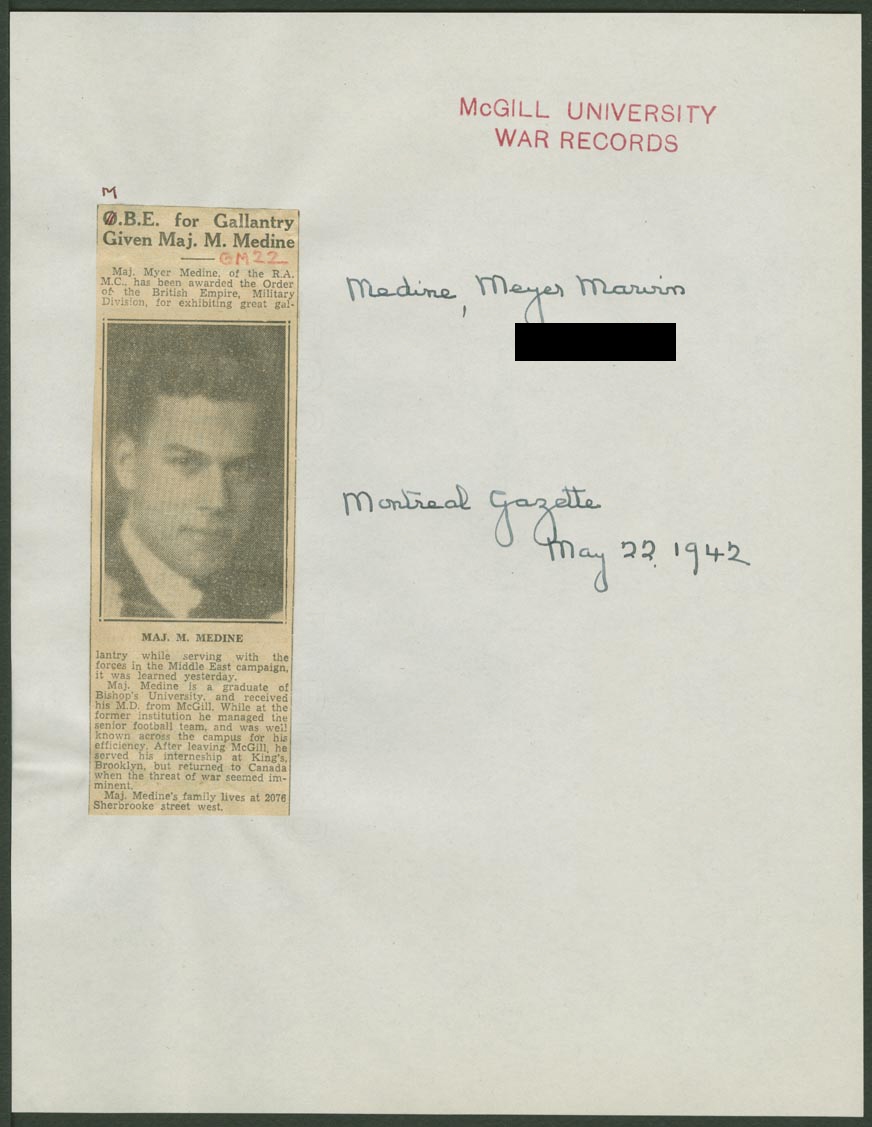 McGILL UNIVERSITY
WAR RECORDS
M
O.B.E. for Gallantry
Given Maj. M. Medine
GM22
Maj. Myer Medine, of the R.A.
M.C., has been awarded the Order
of the British Empire, Military
Division, for exhibiting great gal-
MAJ. M. MEDINE
lantry while serving with the
forces in the Middle East campaign,
it was learned yesterday.
Maj. Medine is a graduate of
Bishop's University, and received
his M.D. from McGill. While at the
former institution he managed the
senior football team, and was well
known across the campus for his
efficiency. After leaving McGill, he
served his interneship at King's,
Brooklyn, but returned to Canada
when the threat of war seemed im-
minent.
Maj. Medine's family lives at 2076
Sherbrooke street west.
Medine, Meyer Marvin
Montreal Gazette
May 22, 1942